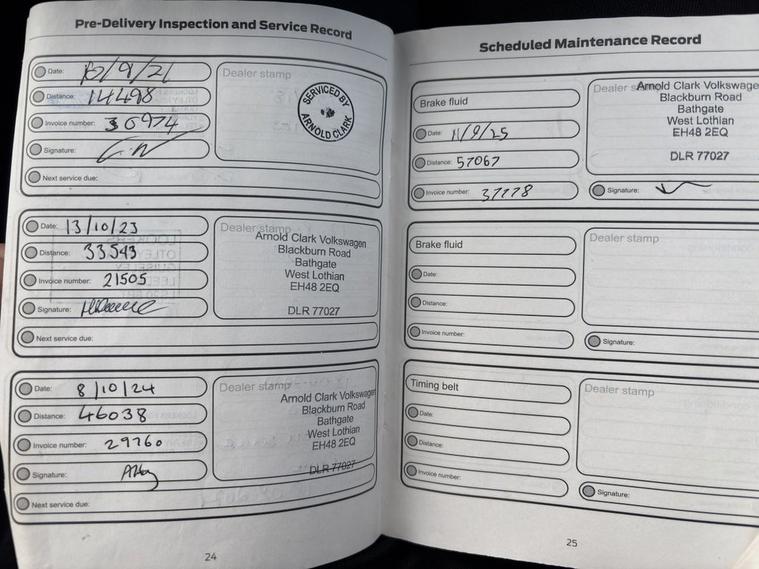 Pre-Delivery Inspection and Service Record
Date: 10/9/21
Distance: 14498
Invoice number: 30974
Signature:
Next service due:
Dealer stamp
SERVICED BY
ARNOLD CLARK
Date: 13/10/23
Distance: 33543
Invoice number: 21505
Signature:
Next service due:
Dealer stamp
Arnold Clark Volkswagen
Blackburn Road
Bathgate
West Lothian
EH48 2EQ
DLR 77027
Date: 8/10/24
Distance: 46038
Invoice number: 29760
Signature:
Next service due:
Dealer stamp
Arnold Clark Volkswagen
Blackburn Road
Bathgate
West Lothian
EH48 2EQ
DLR 77027
24
Scheduled Maintenance Record
Brake fluid
Date: 11/9/25
Distance: 57067
Invoice number: 37778
Dealer stamp
Arnold Clark Volkswage
Blackburn Road
Bathgate
West Lothian
EH48 2EQ
DLR 77027
Signature:
Brake fluid
Date:
Distance:
Invoice number:
Dealer stamp
Signature:
Timing belt
Date:
Distance:
Invoice number:
Dealer stamp
Signature:
25